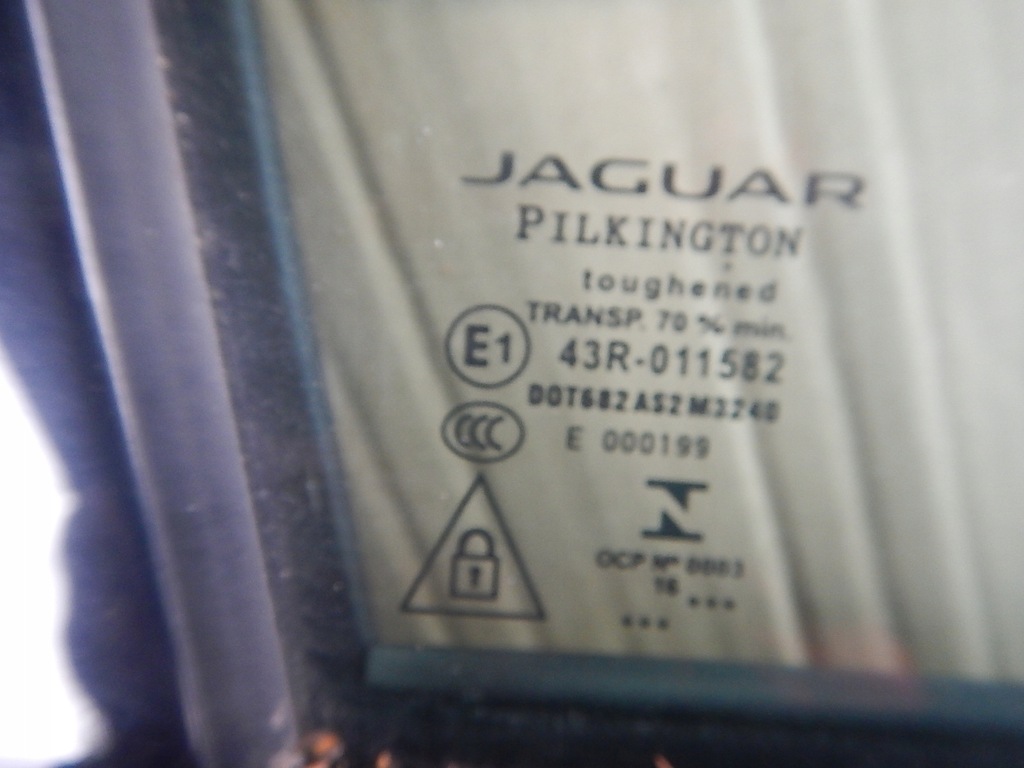 JAGUAR
PILKINGTON
toughened
TRANSP. 70 % min.
E1 43R-011582
DOT682 AS2 M3240
CCC E 000199
OCP Nº 0003
16 •••
•••